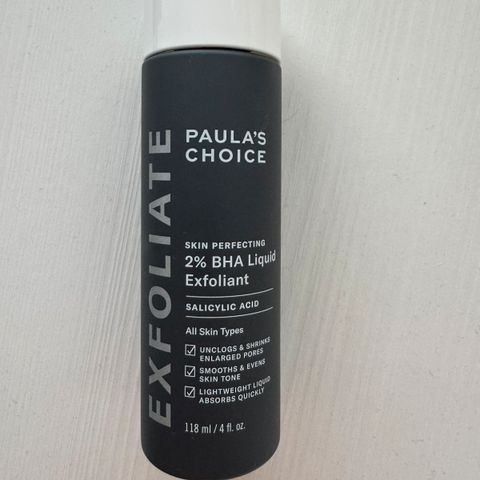 EXFOLIATE
PAULA'S
CHOICE
SKIN PERFECTING
2% BHA Liquid
Exfoliant
SALICYLIC ACID
All Skin Types
UNCLOGS & SHRINKS
ENLARGED PORES
SMOOTHS & EVENS
SKIN TONE
LIGHTWEIGHT LIQUID
ABSORBS QUICKLY
118 ml / 4 fl. oz.